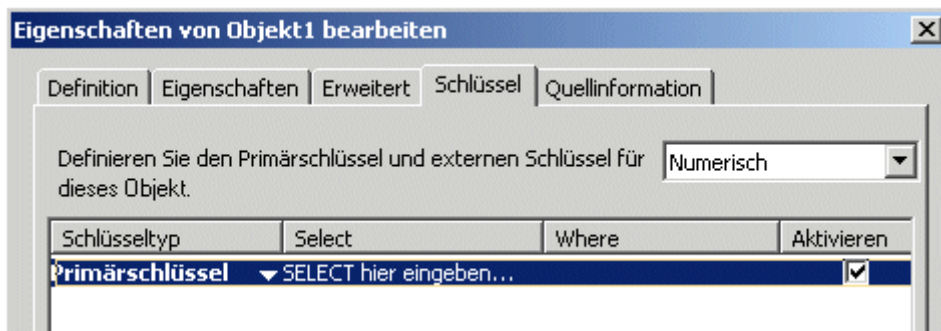 Eigenschaften von Objekt1 bearbeiten
Definition Eigenschaften Erweitert Schlüssel Quellinformation
Definieren Sie den Primärschlüssel und externen Schlüssel für
dieses Objekt.
Numerisch
Schlüsseltyp Select Where Aktivieren
Primärschlüssel SELECT hier eingeben...